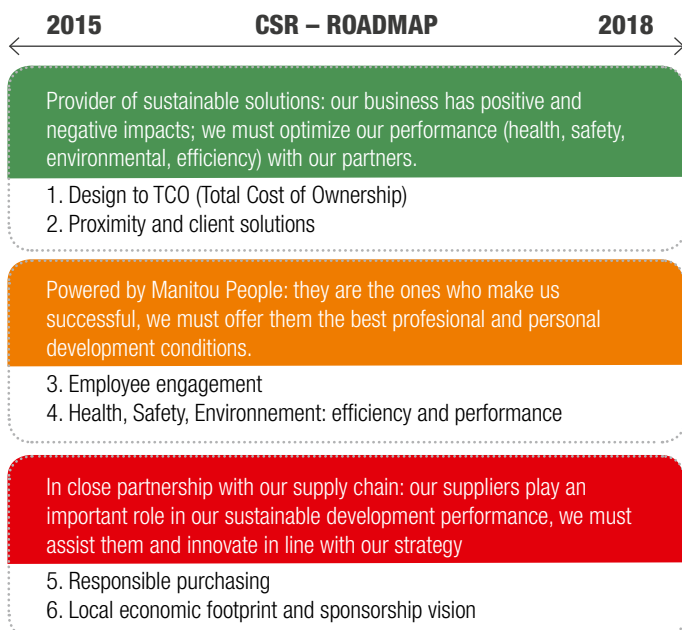 2015 CSR – ROADMAP 2018
Provider of sustainable solutions: our business has positive and
negative impacts; we must optimize our performance (health, safety,
environmental, efficiency) with our partners.
1. Design to TCO (Total Cost of Ownership)
2. Proximity and client solutions
Powered by Manitou People: they are the ones who make us
successful, we must offer them the best profesional and personal
development conditions.
3. Employee engagement
4. Health, Safety, Environnement: efficiency and performance
In close partnership with our supply chain: our suppliers play an
important role in our sustainable development performance, we must
assist them and innovate in line with our strategy
5. Responsible purchasing
6. Local economic footprint and sponsorship vision